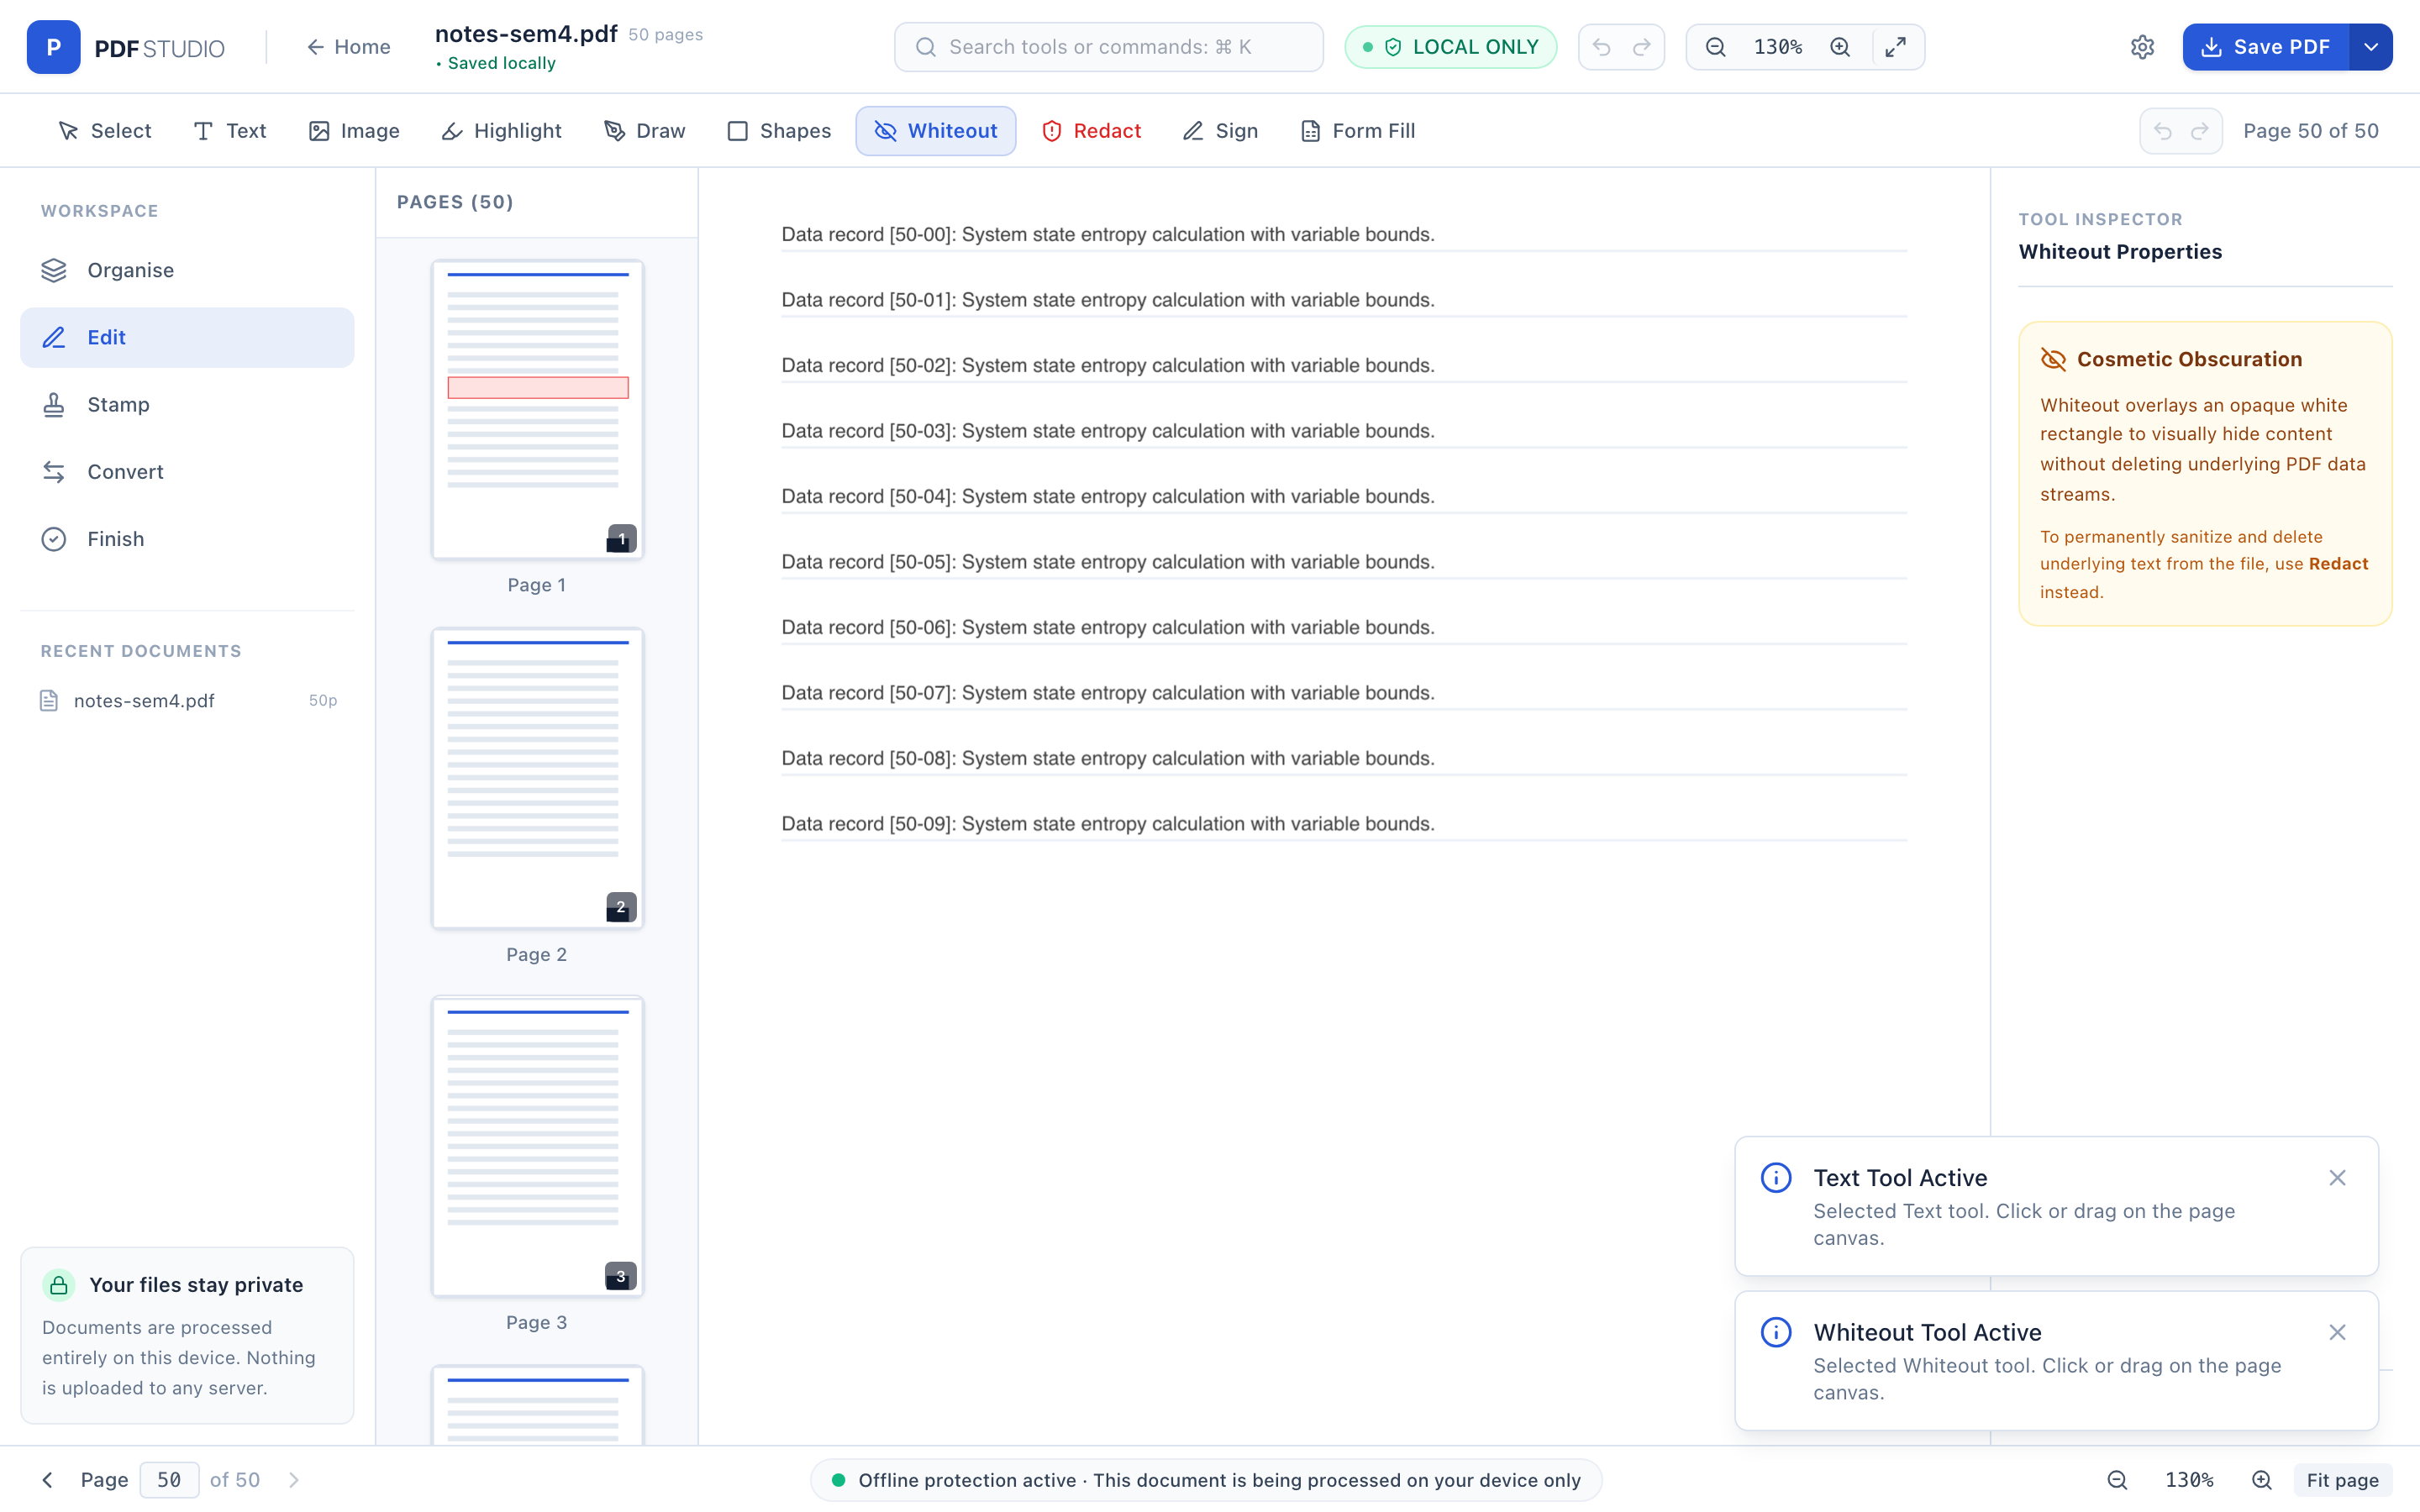 P PDF STUDIO
Home
notes-sem4.pdf 50 pages
• Saved locally
Search tools or commands: ⌘ K
LOCAL ONLY
130%
Save PDF
Select
Text
Image
Highlight
Draw
Shapes
Whiteout
Redact
Sign
Form Fill
Page 50 of 50
WORKSPACE
Organise
Edit
Stamp
Convert
Finish
RECENT DOCUMENTS
notes-sem4.pdf 50p
Your files stay private
Documents are processed
entirely on this device. Nothing
is uploaded to any server.
PAGES (50)
1
Page 1
2
Page 2
3
Page 3
Data record [50-00]: System state entropy calculation with variable bounds.
Data record [50-01]: System state entropy calculation with variable bounds.
Data record [50-02]: System state entropy calculation with variable bounds.
Data record [50-03]: System state entropy calculation with variable bounds.
Data record [50-04]: System state entropy calculation with variable bounds.
Data record [50-05]: System state entropy calculation with variable bounds.
Data record [50-06]: System state entropy calculation with variable bounds.
Data record [50-07]: System state entropy calculation with variable bounds.
Data record [50-08]: System state entropy calculation with variable bounds.
Data record [50-09]: System state entropy calculation with variable bounds.
TOOL INSPECTOR
Whiteout Properties
Cosmetic Obscuration
Whiteout overlays an opaque white
rectangle to visually hide content
without deleting underlying PDF data
streams.
To permanently sanitize and delete
underlying text from the file, use Redact
instead.
Text Tool Active
Selected Text tool. Click or drag on the page
canvas.
Whiteout Tool Active
Selected Whiteout tool. Click or drag on the page
canvas.
Page 50 of 50
Offline protection active · This document is being processed on your device only
130%
Fit page